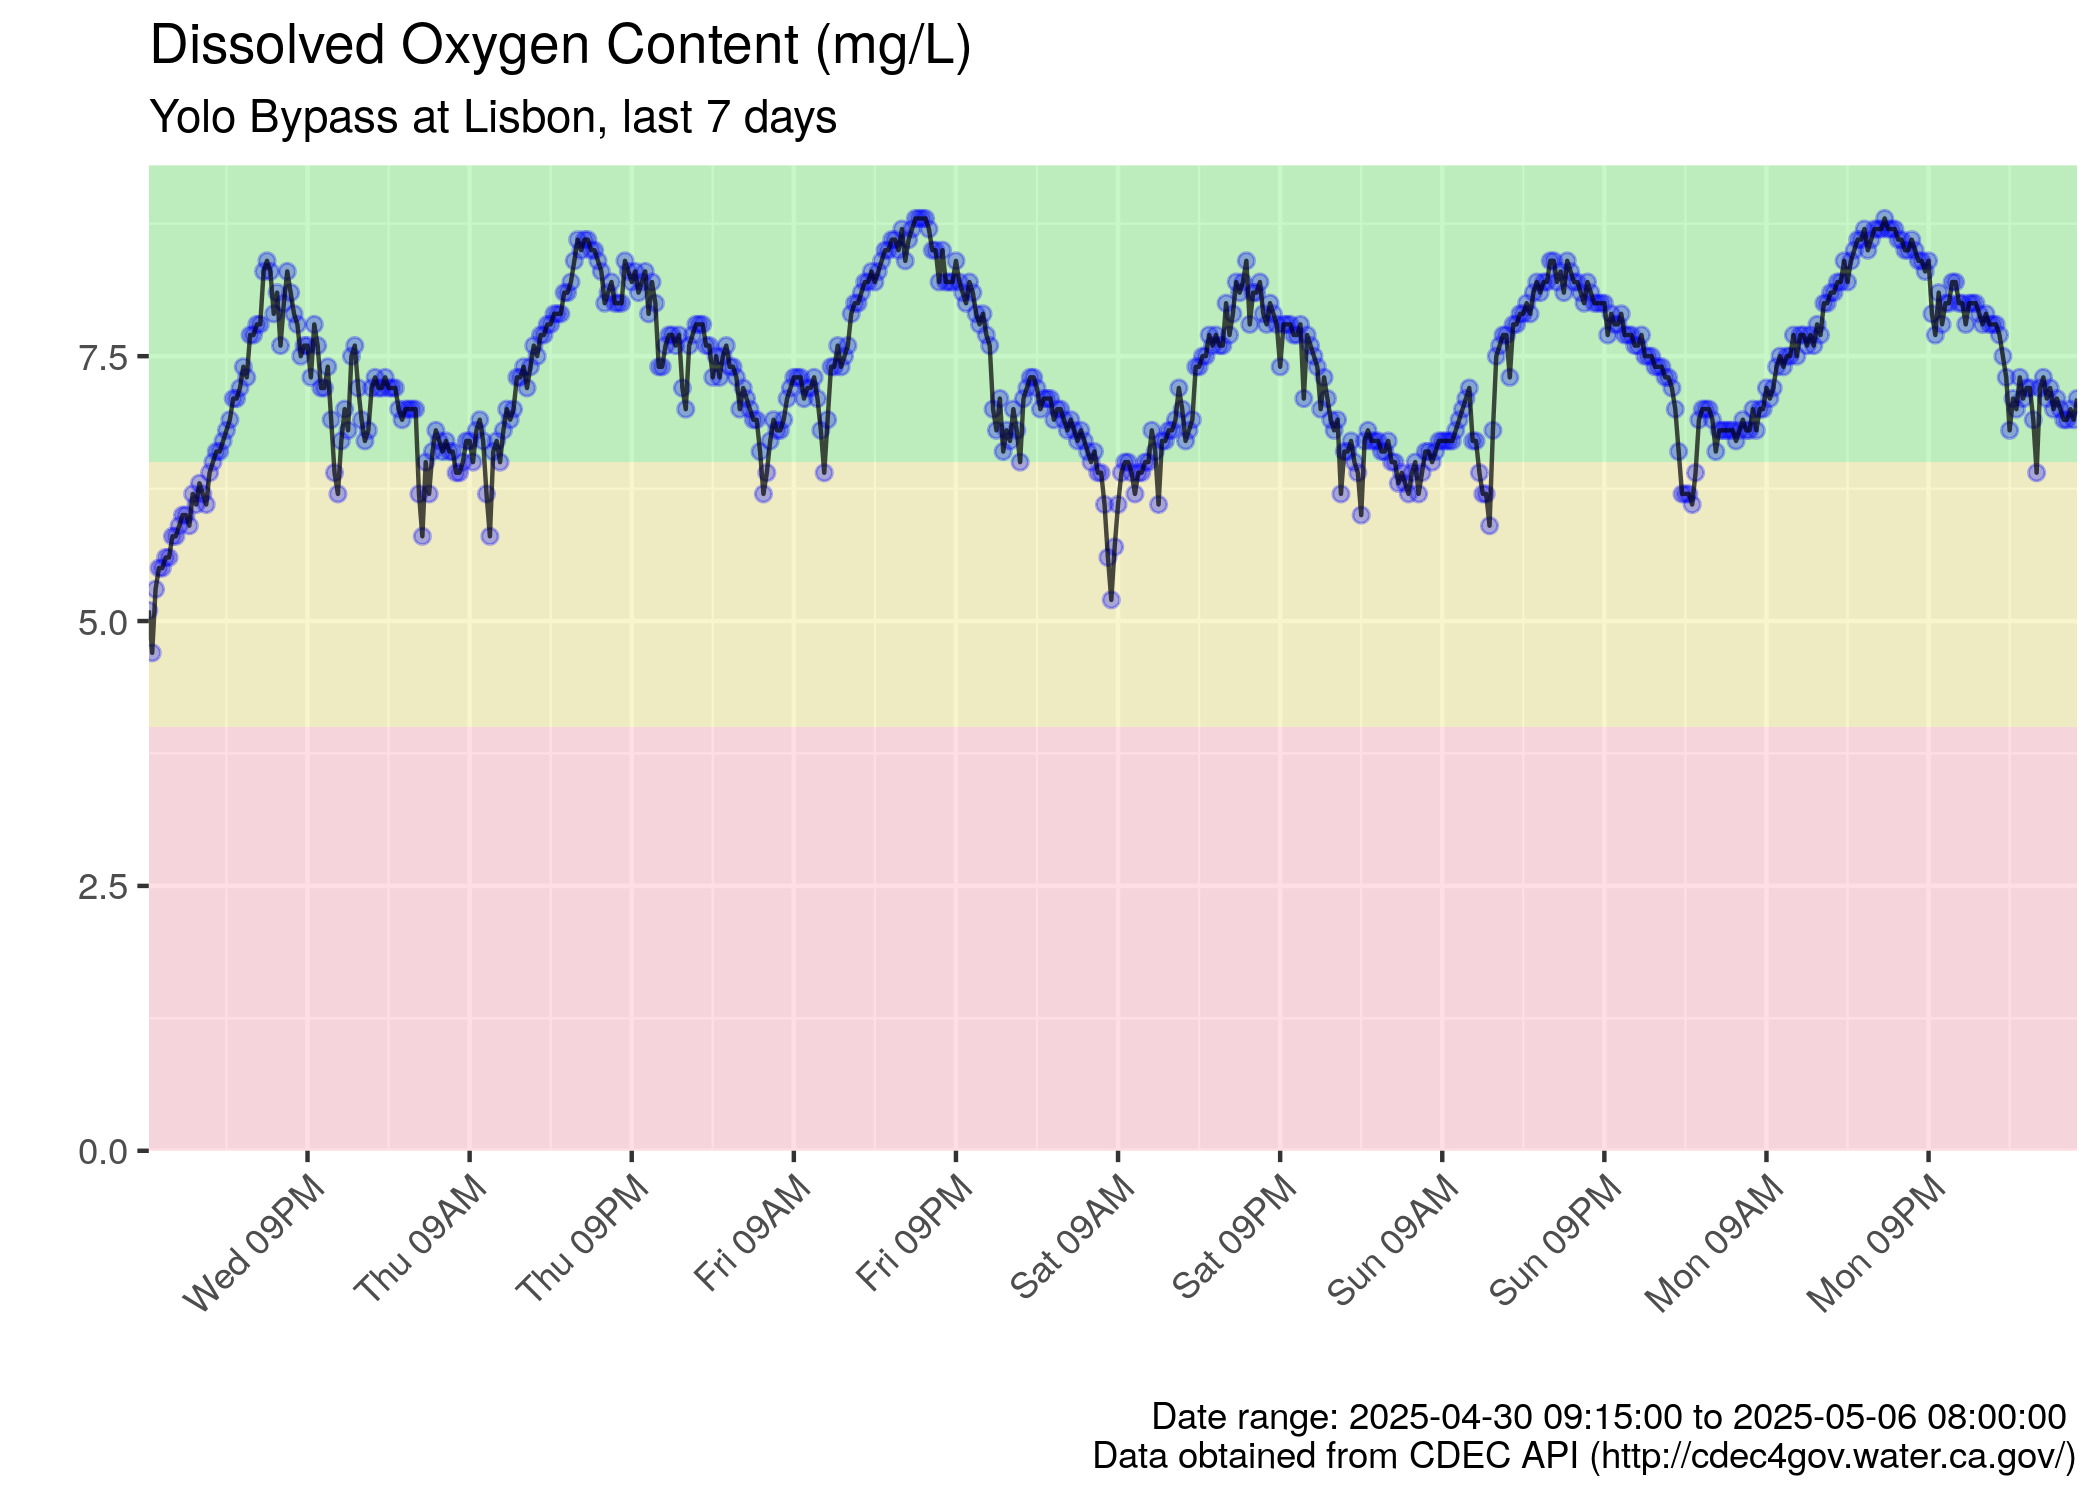 Dissolved Oxygen Content (mg/L)
Yolo Bypass at Lisbon, last 7 days
7.5
5.0
2.5
0.0
Wed 09PM
Thu 09AM
Thu 09PM
Fri 09AM
Fri 09PM
Sat 09AM
Sat 09PM
Sun 09AM
Sun 09PM
Mon 09AM
Mon 09PM
Date range: 2025-04-30 09:15:00 to 2025-05-06 08:00:00
Data obtained from CDEC API (http://cdec4gov.water.ca.gov/)